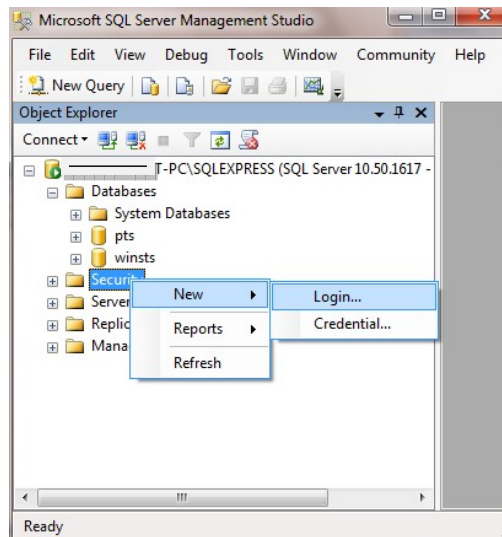 Microsoft SQL Server Management Studio
File Edit View Debug Tools Window Community Help
New Query
Object Explorer
Connect
T-PC\SQLEXPRESS (SQL Server 10.50.1617 -
Databases
System Databases
pts
winsts
Security
New
Login...
Server
Credential...
Replic
Reports
Mana
Refresh
Ready